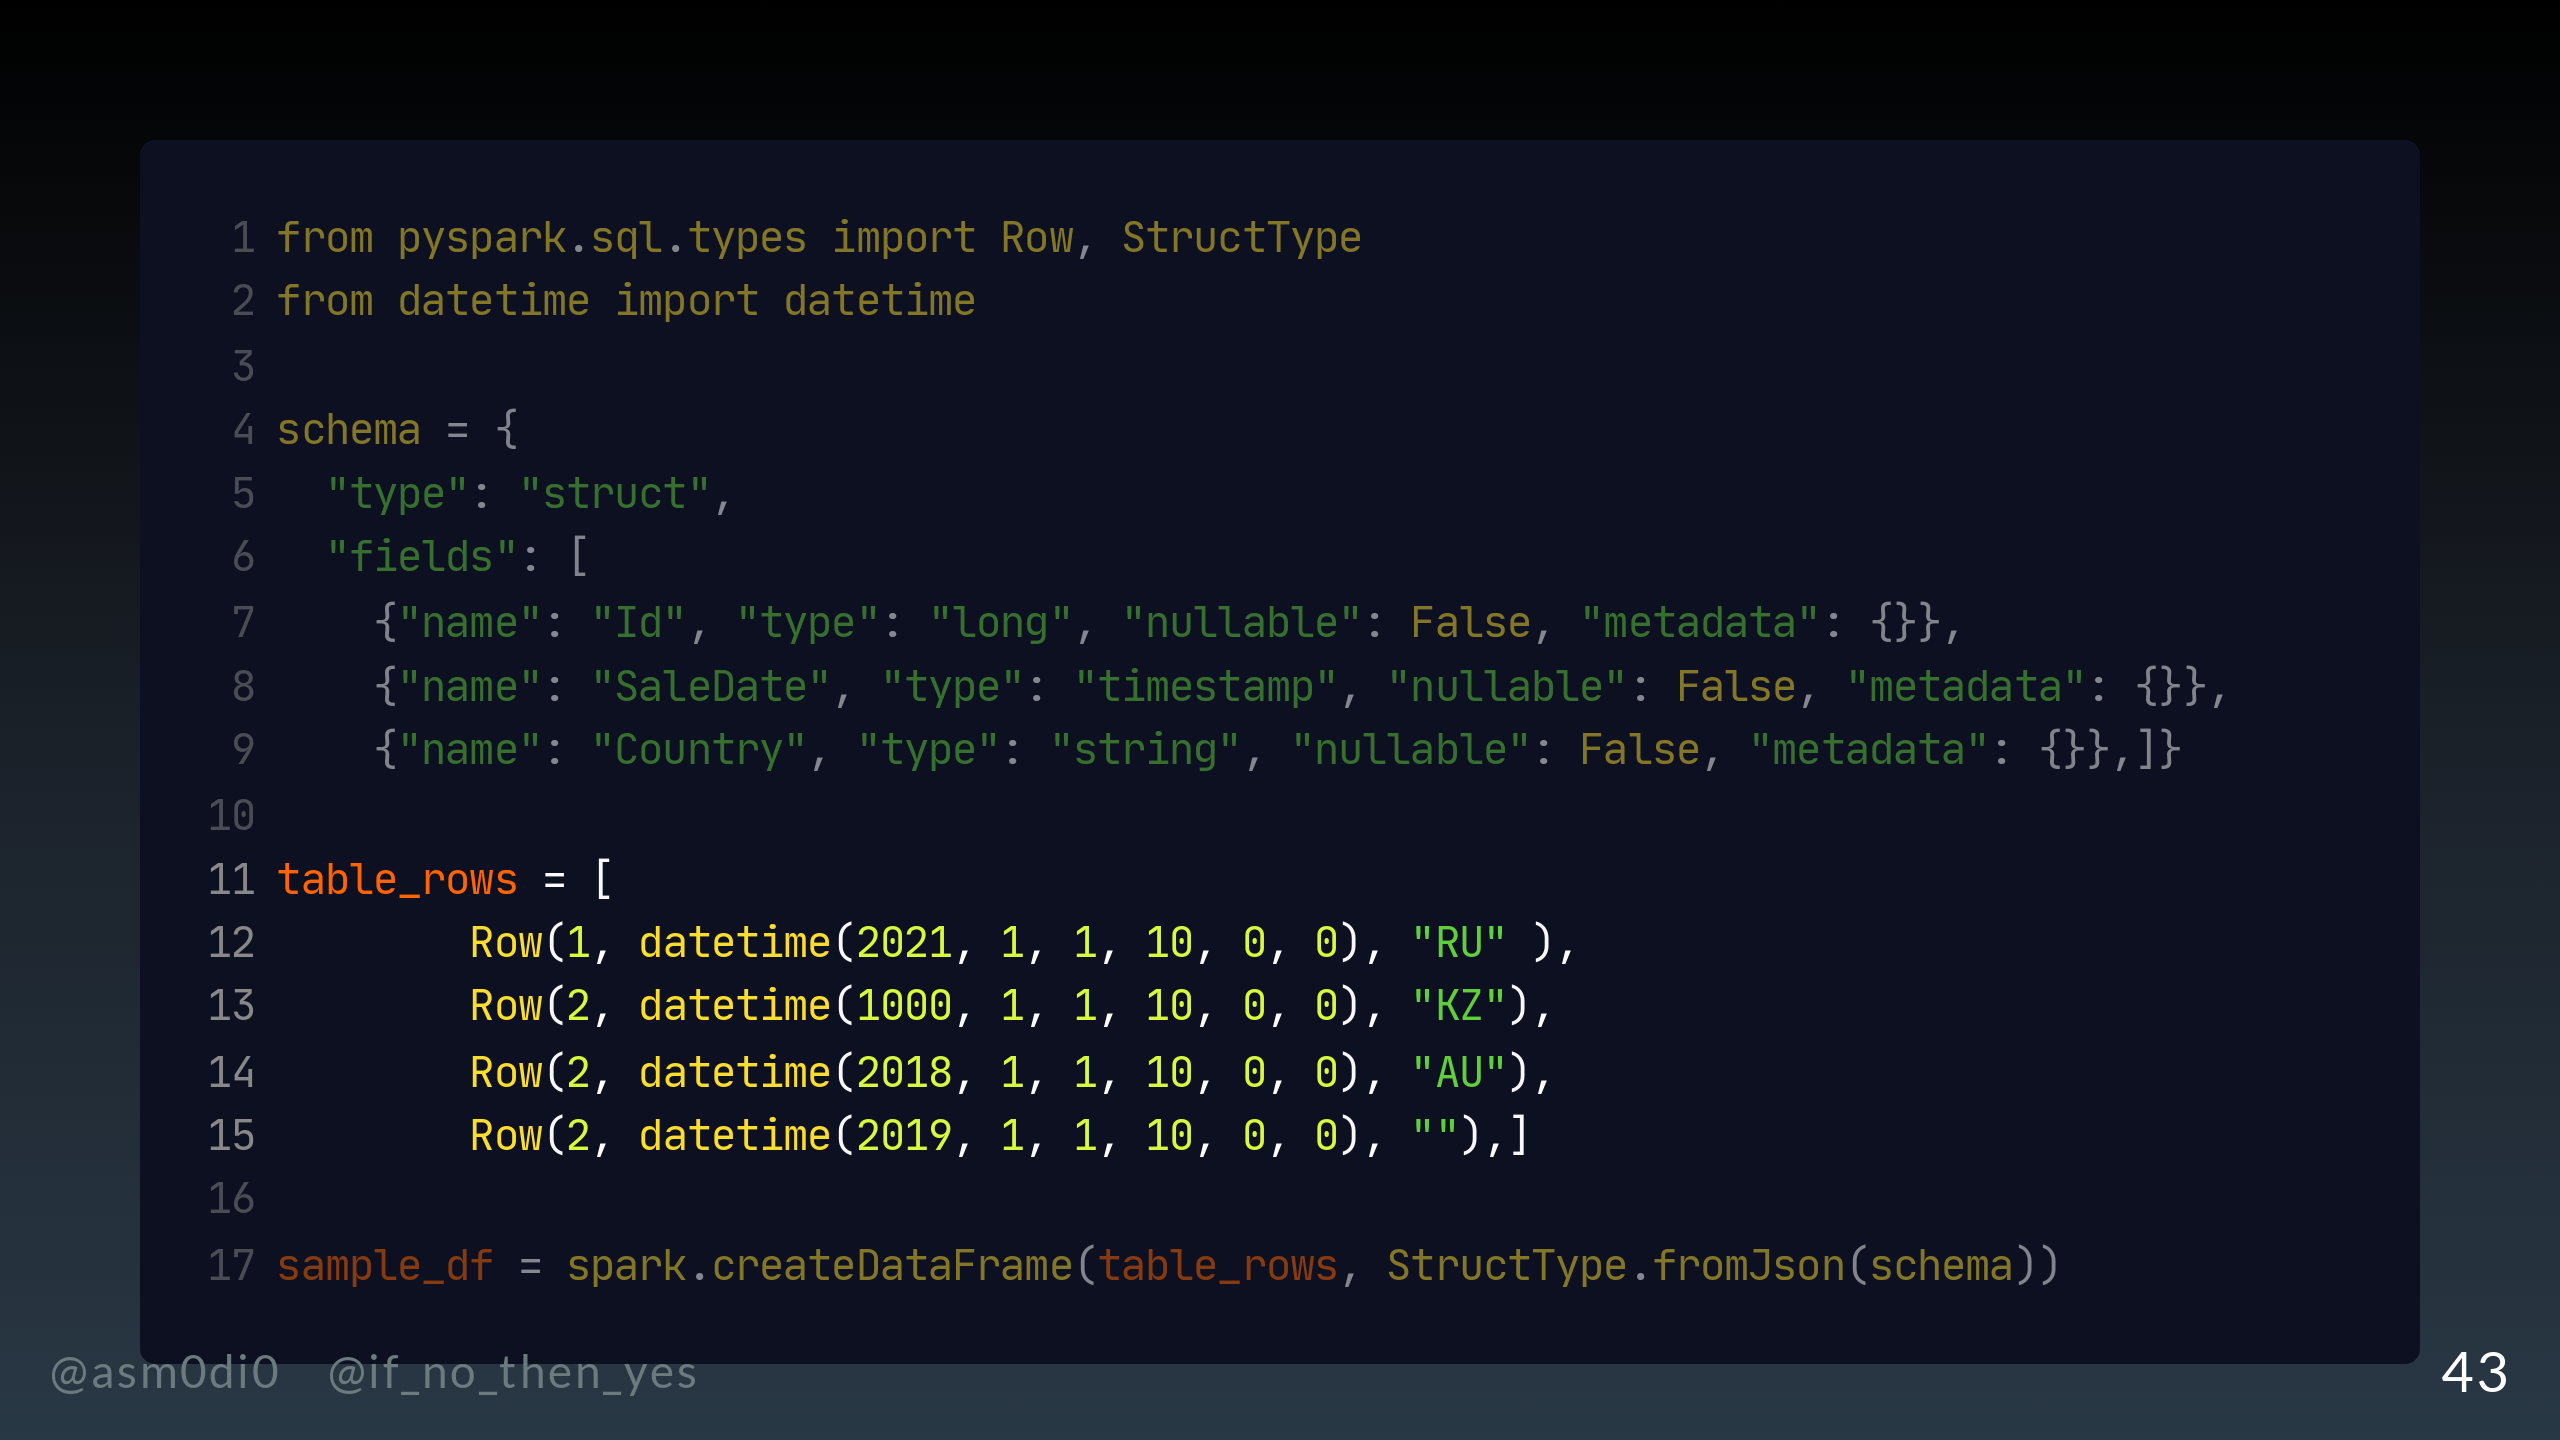 1 from pyspark.sql.types import Row, StructType
2 from datetime import datetime
3
4 schema = {
5   "type": "struct",
6   "fields": [
7     {"name": "Id", "type": "long", "nullable": False, "metadata": {}},
8     {"name": "SaleDate", "type": "timestamp", "nullable": False, "metadata": {}},
9     {"name": "Country", "type": "string", "nullable": False, "metadata": {}},]}
10
11 table_rows = [
12         Row(1, datetime(2021, 1, 1, 10, 0, 0), "RU" ),
13         Row(2, datetime(1000, 1, 1, 10, 0, 0), "KZ"),
14         Row(2, datetime(2018, 1, 1, 10, 0, 0), "AU"),
15         Row(2, datetime(2019, 1, 1, 10, 0, 0), ""),]
16
17 sample_df = spark.createDataFrame(table_rows, StructType.fromJson(schema))
@asm0di0 @if_no_then_yes
43